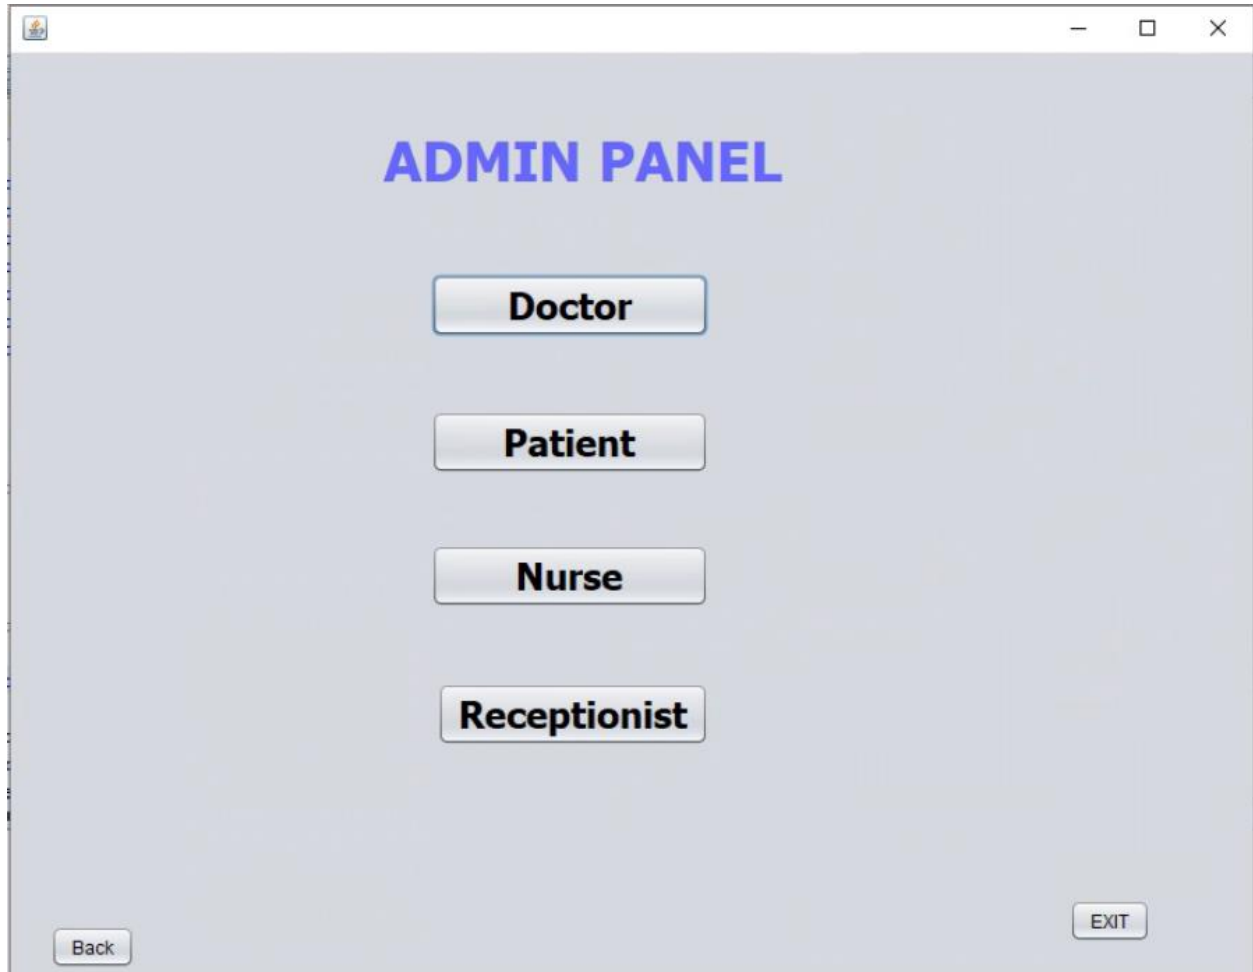 ADMIN PANEL
Doctor
Patient
Nurse
Receptionist
EXIT
Back